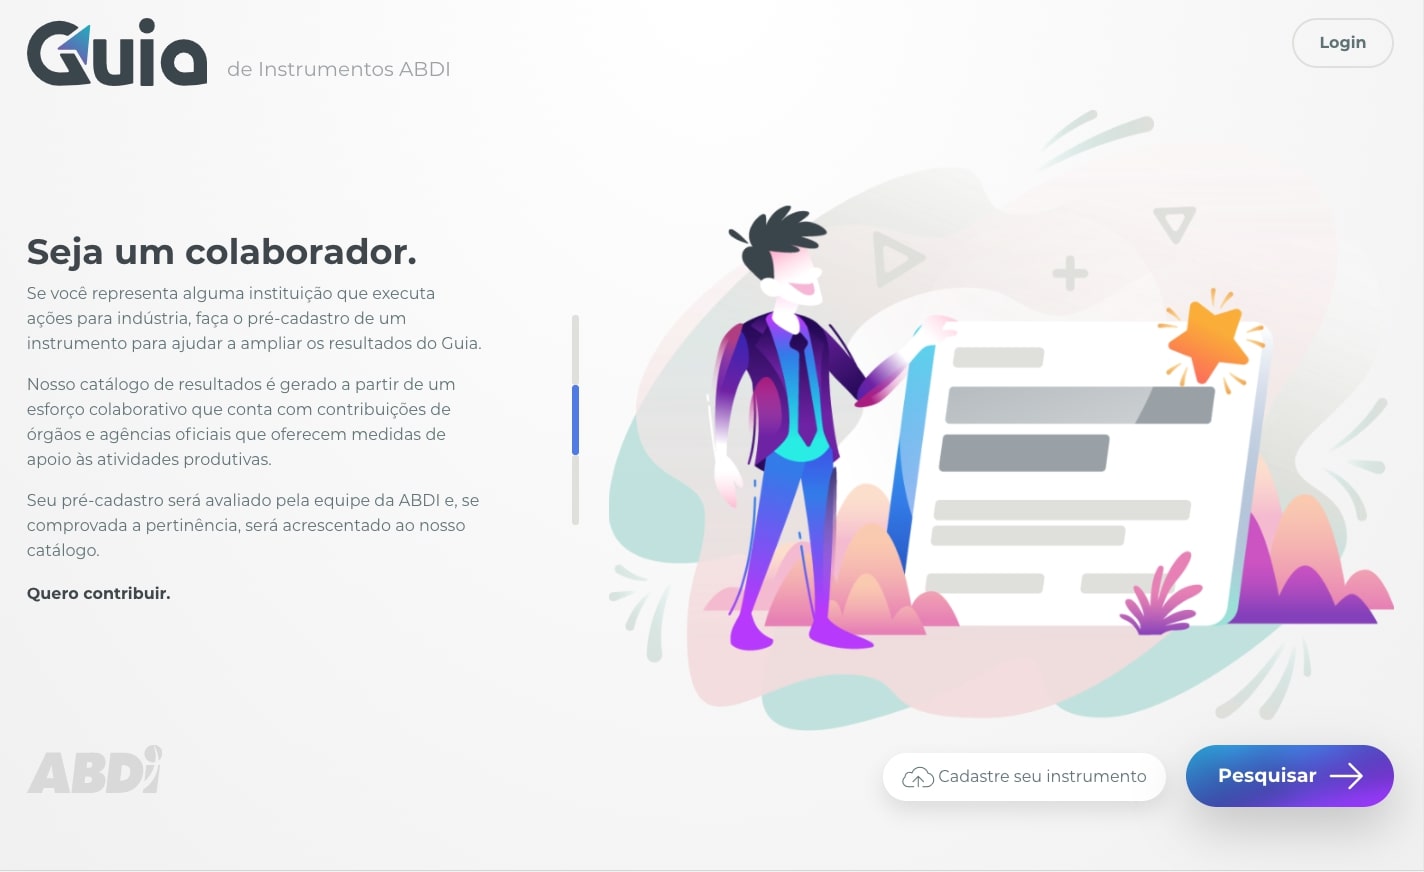 Guia
de Instrumentos ABDI
Login
Seja um colaborador.
Se você representa alguma instituição que executa
ações para indústria, faça o pré-cadastro de um
instrumento para ajudar a ampliar os resultados do Guia.
Nosso catálogo de resultados é gerado a partir de um
esforço colaborativo que conta com contribuições de
órgãos e agências oficiais que oferecem medidas de
apoio às atividades produtivas.
Seu pré-cadastro será avaliado pela equipe da ABDI e, se
comprovada a pertinência, será acrescentado ao nosso
catálogo.
Quero contribuir.
ABDi
Cadastre seu instrumento
Pesquisar